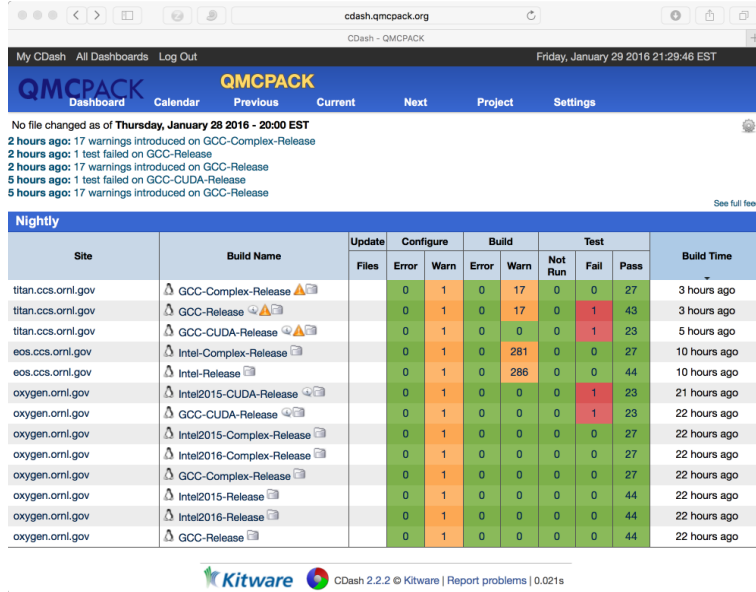 cdash.qmcpack.org
CDash - QMCPACK
My CDash All Dashboards Log Out Friday, January 29 2016 21:29:46 EST
QMCPACK QMCPACK
Dashboard Calendar Previous Current Next Project Settings
No file changed as of Thursday, January 28 2016 - 20:00 EST
2 hours ago: 17 warnings introduced on GCC-Complex-Release
2 hours ago: 1 test failed on GCC-Release
2 hours ago: 17 warnings introduced on GCC-Release
5 hours ago: 1 test failed on GCC-CUDA-Release
5 hours ago: 17 warnings introduced on GCC-Release
See full fee
Nightly
Site Build Name Update Configure Build Test Build Time
Files Error Warn Error Warn Not Run Fail Pass
titan.ccs.ornl.gov GCC-Complex-Release 0 1 0 17 0 0 27 3 hours ago
titan.ccs.ornl.gov GCC-Release 0 1 0 17 0 1 43 3 hours ago
titan.ccs.ornl.gov GCC-CUDA-Release 0 1 0 0 0 1 23 5 hours ago
eos.ccs.ornl.gov Intel-Complex-Release 0 1 0 281 0 0 27 10 hours ago
eos.ccs.ornl.gov Intel-Release 0 1 0 286 0 0 44 10 hours ago
oxygen.ornl.gov Intel2015-CUDA-Release 0 1 0 0 0 1 23 21 hours ago
oxygen.ornl.gov GCC-CUDA-Release 0 1 0 0 0 1 23 22 hours ago
oxygen.ornl.gov Intel2015-Complex-Release 0 1 0 0 0 0 27 22 hours ago
oxygen.ornl.gov Intel2016-Complex-Release 0 1 0 0 0 0 27 22 hours ago
oxygen.ornl.gov GCC-Complex-Release 0 1 0 0 0 0 27 22 hours ago
oxygen.ornl.gov Intel2015-Release 0 1 0 0 0 0 44 22 hours ago
oxygen.ornl.gov Intel2016-Release 0 1 0 0 0 0 44 22 hours ago
oxygen.ornl.gov GCC-Release 0 1 0 0 0 0 44 22 hours ago
Kitware CDash 2.2.2 © Kitware | Report problems | 0.021s